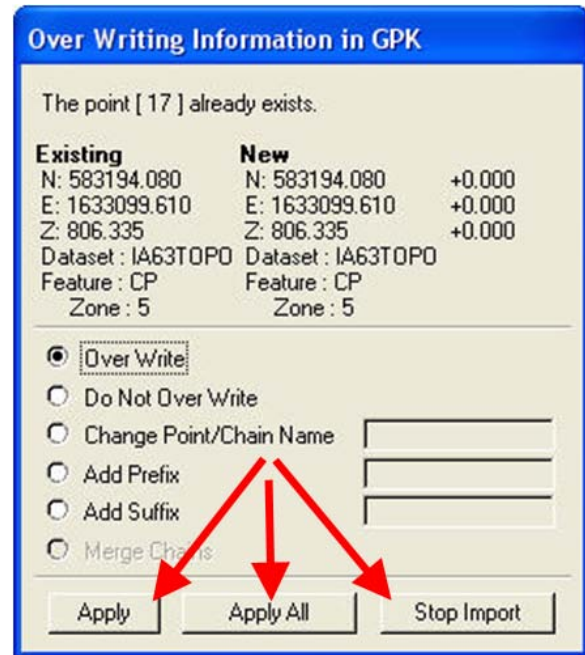 Over Writing Information in GPK
The point [ 17 ] already exists.
Existing New
N: 583194.080 N: 583194.080 +0.000
E: 1633099.610 E: 1633099.610 +0.000
Z: 806.335 Z: 806.335 +0.000
Dataset : IA63TOPO Dataset : IA63TOPO
Feature : CP Feature : CP
Zone : 5 Zone : 5
Over Write
Do Not Over Write
Change Point/Chain Name
Add Prefix
Add Suffix
Merge Chains
Apply Apply All Stop Import